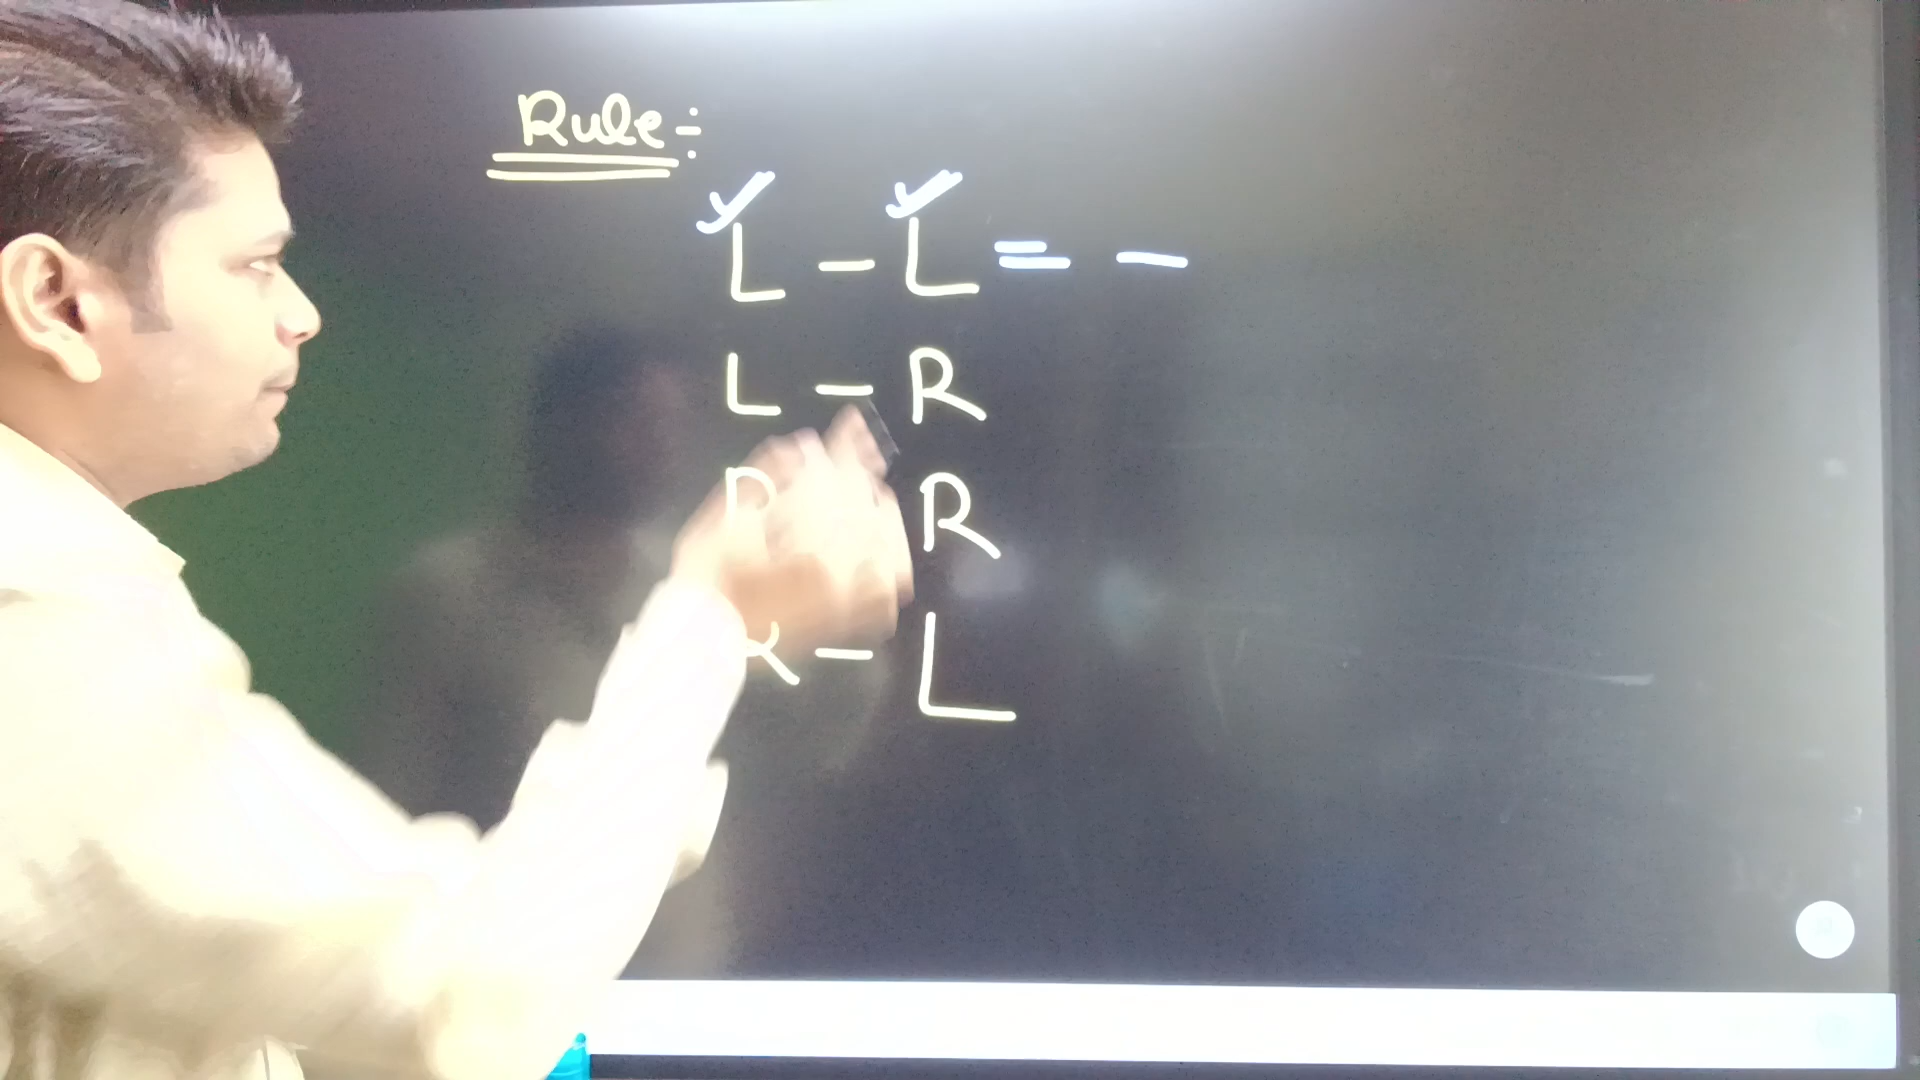 Rule :-
L - L = -
L - R
R R
R - L